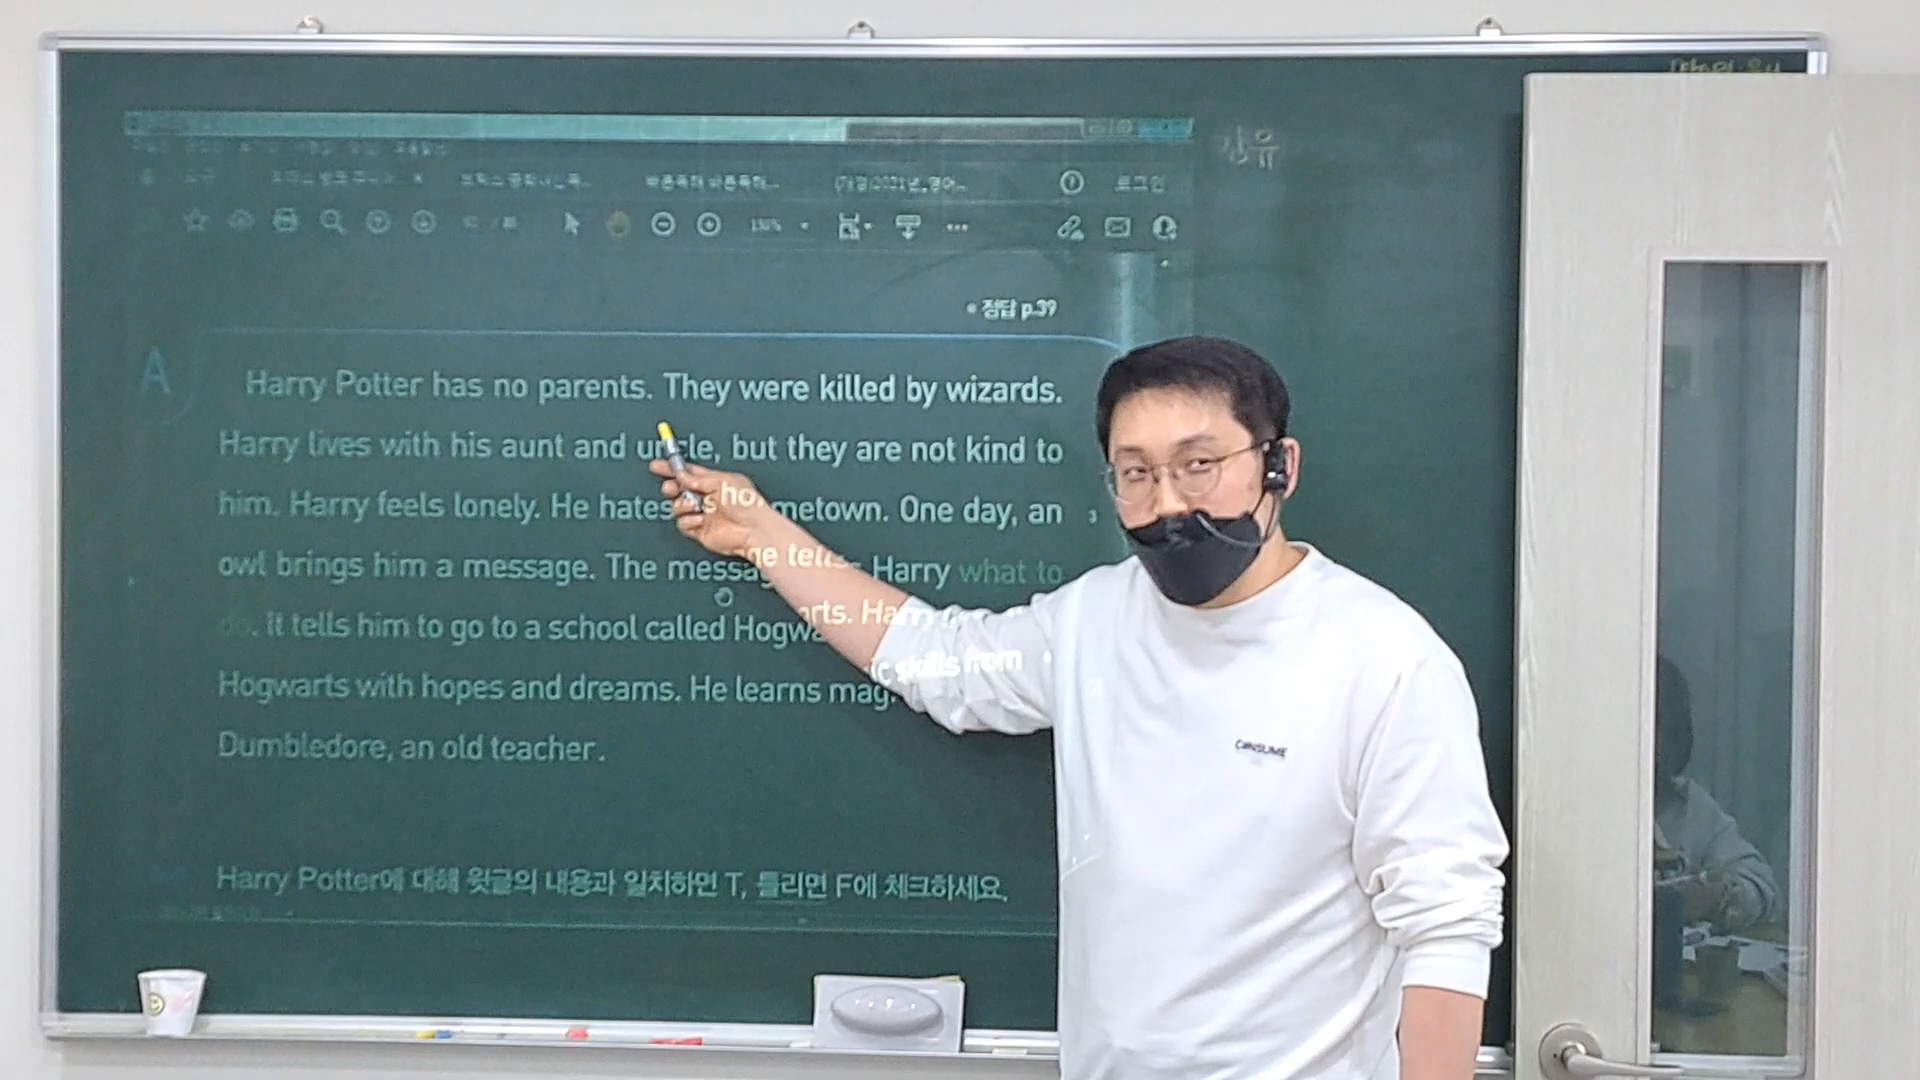 강유
로그인
150%
정답 p.39
A
Harry Potter has no parents. They were killed by wizards.
Harry lives with his aunt and uncle, but they are not kind to
him. Harry feels lonely. He hates his hometown. One day, an 3
owl brings him a message. The message tells Harry what to
do. It tells him to go to a school called Hogwarts. Harry
Hogwarts with hopes and dreams. He learns magic skills from
Dumbledore, an old teacher.
Harry Potter에 대해 윗글의 내용과 일치하면 T, 틀리면 F에 체크하세요.